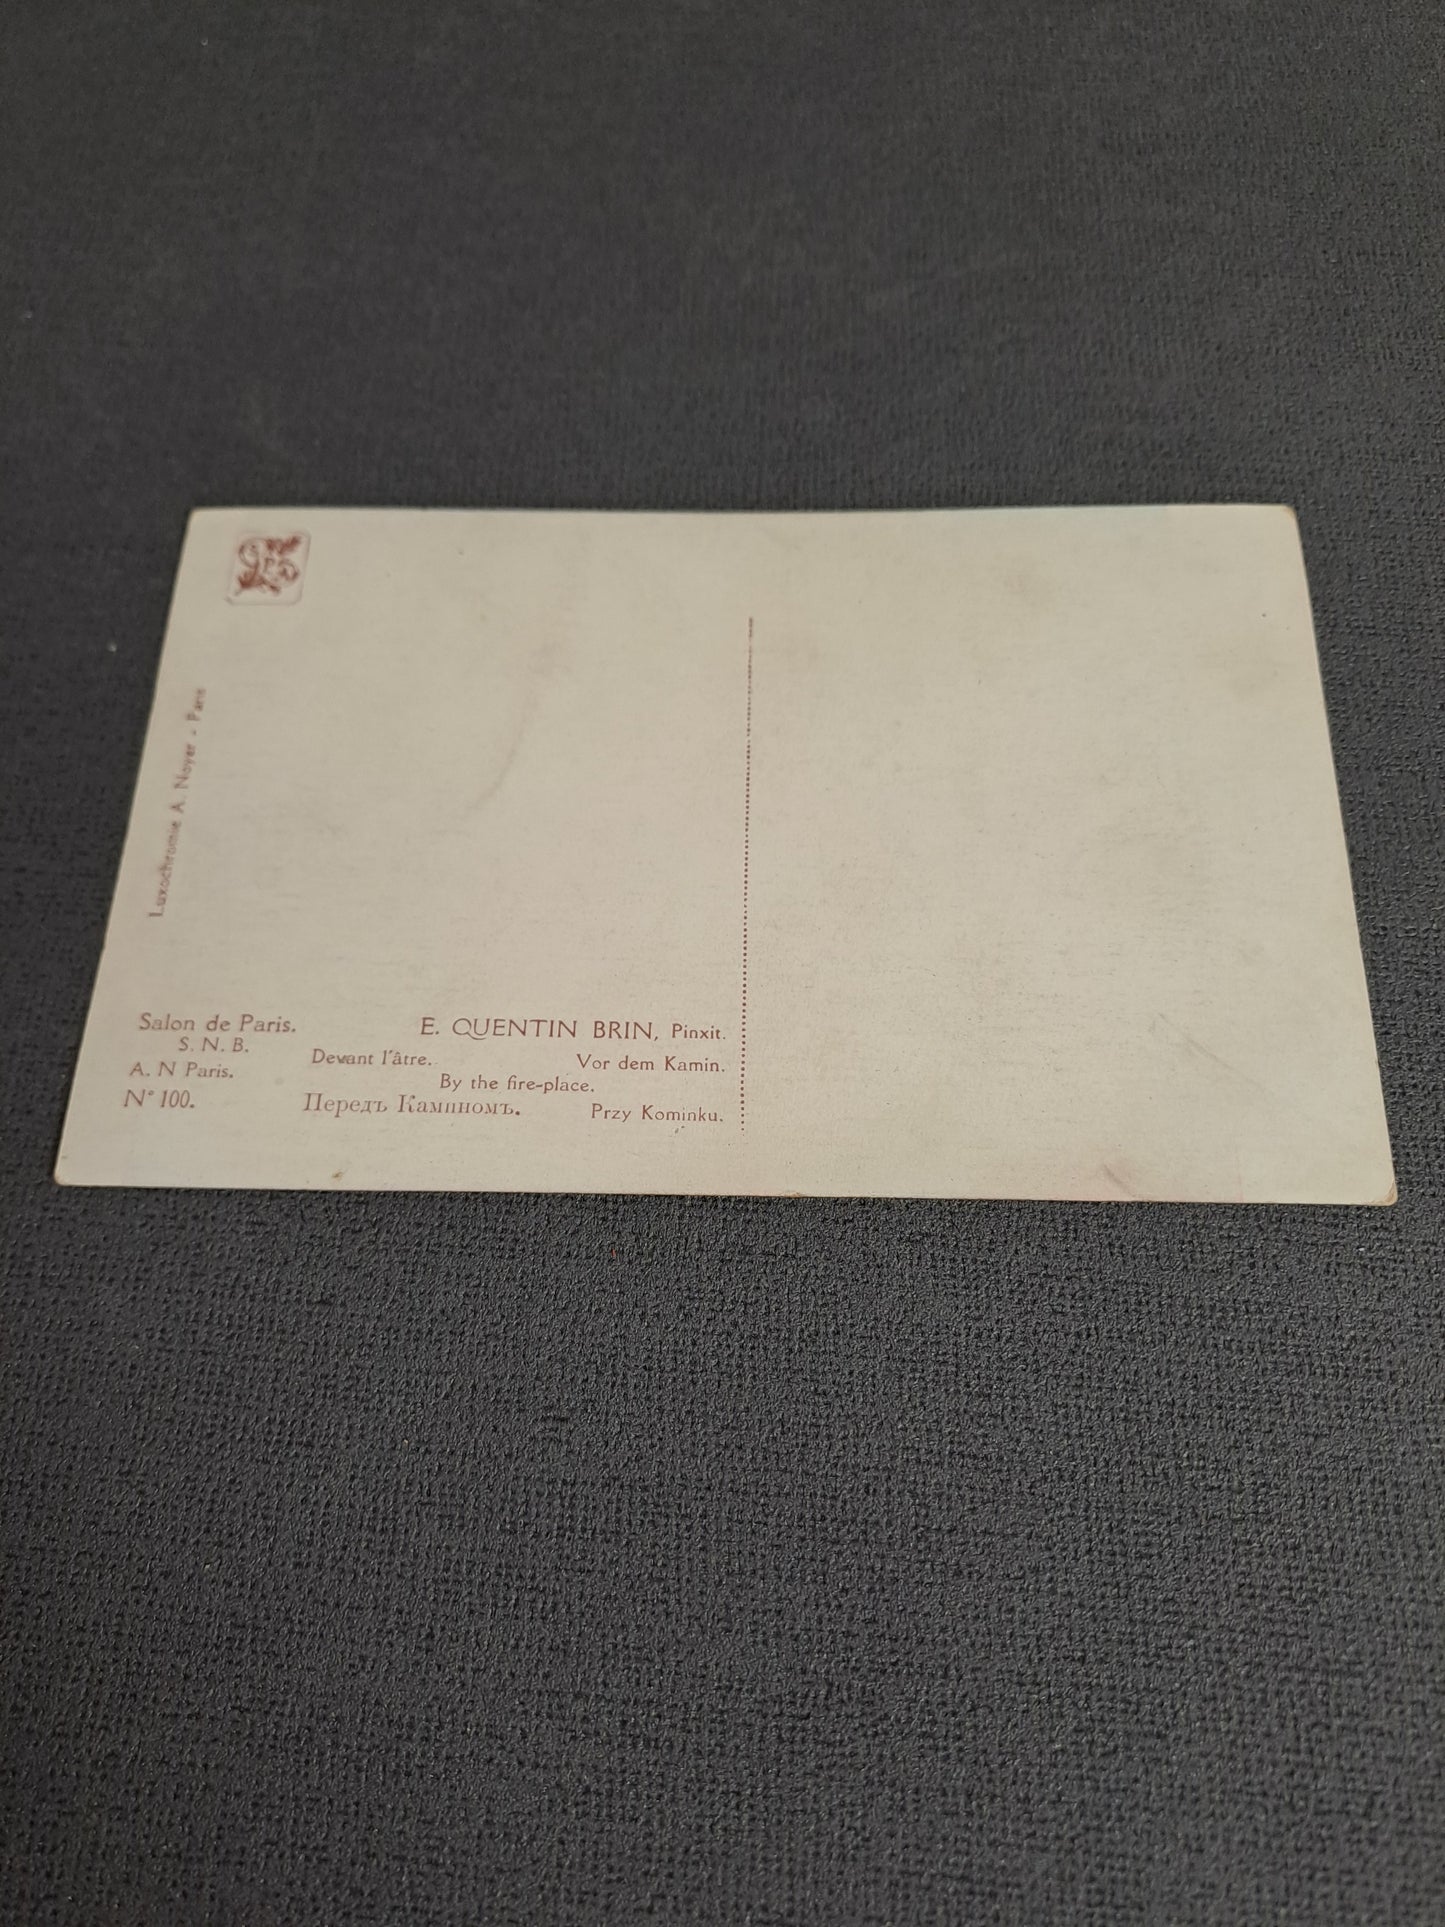 Luxochromie A. Noyer - Paris
Salon de Paris.
S. N. B.
A. N Paris.
N° 100.
E. QUENTIN BRIN, Pinxit.
Devant l'âtre. Vor dem Kamin.
By the fire-place.
Передъ Каминомъ. Przy Kominku.